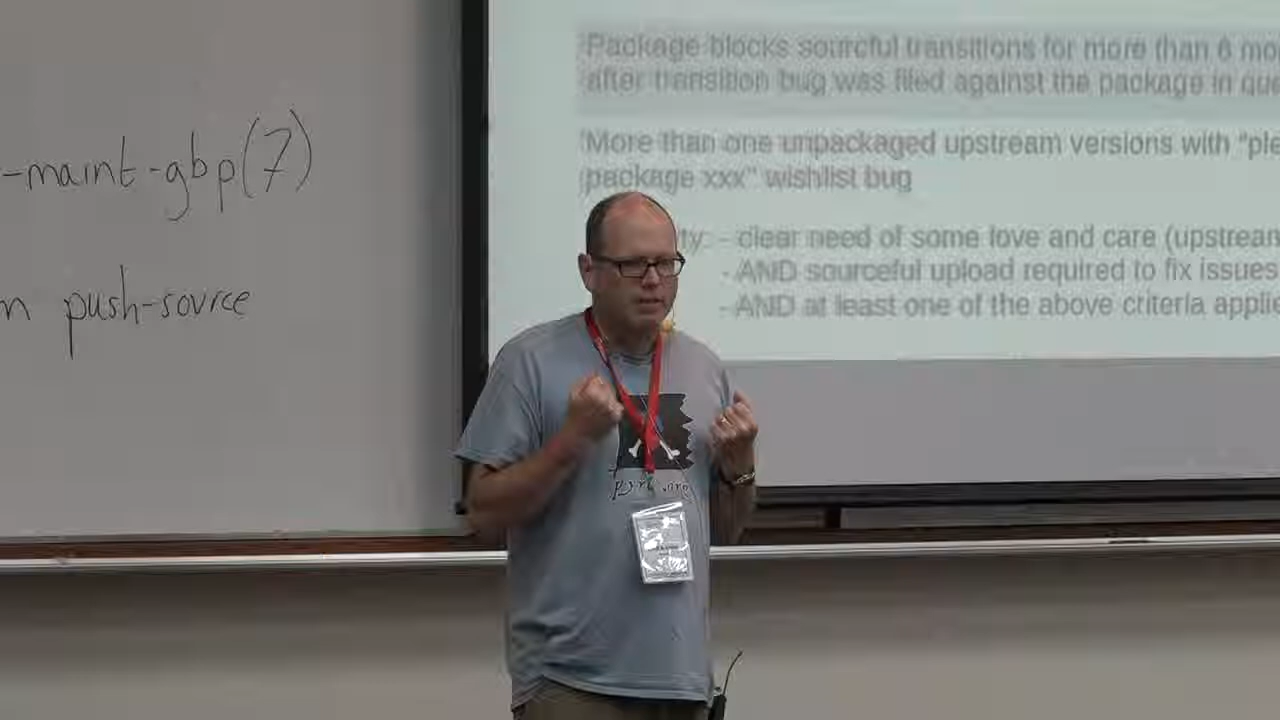 -maint-gbp(7)
push-source
Package blocks sourcful transitions for more than 6
after transition bug was filed against the package in
"More than one unpackaged upstream versions with
package xxx" wishlist bug
- clear need of some love and care (upstream
- AND sourceful upload required to fix issues
- AND at least one of the above criteria